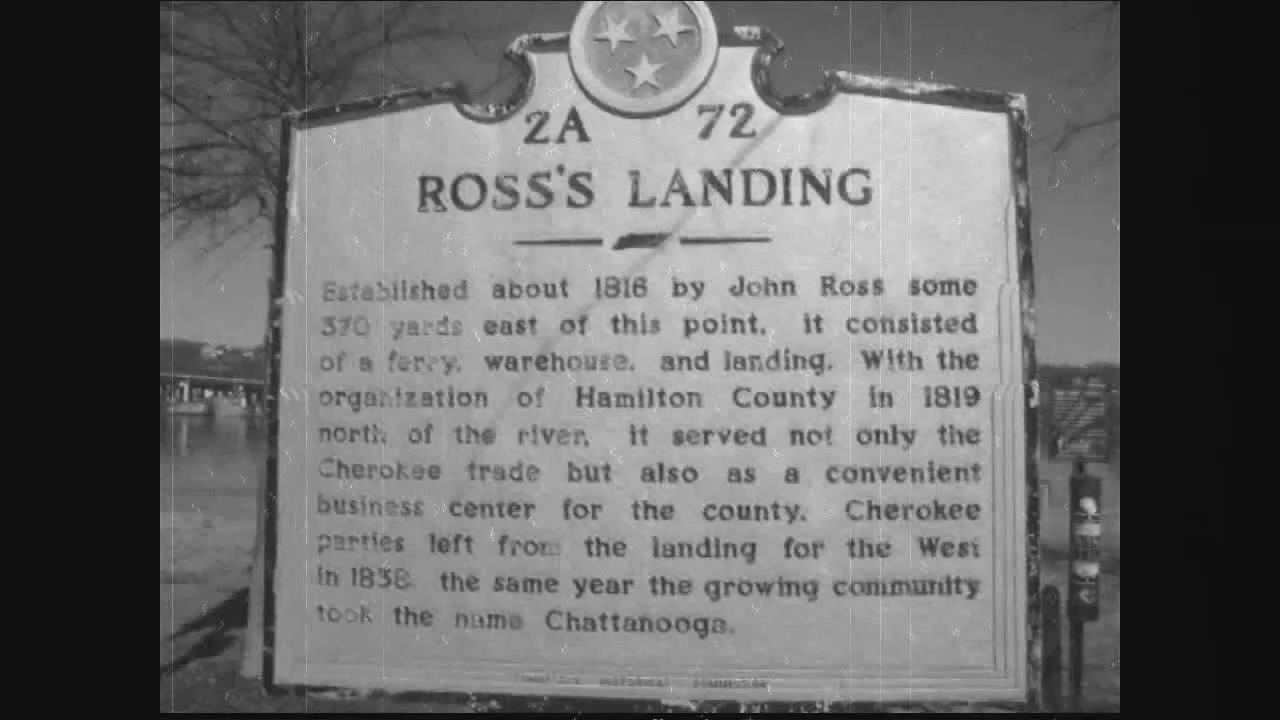 2A 72
ROSS'S LANDING
Established about 1816 by John Ross some
370 yards east of this point, it consisted
of a ferry, warehouse, and landing. With the
organization of Hamilton County in 1819
north of the river, it served not only the
Cherokee trade but also as a convenient
business center for the county. Cherokee
parties left from the landing for the West
in 1838 the same year the growing community
took the name Chattanooga.